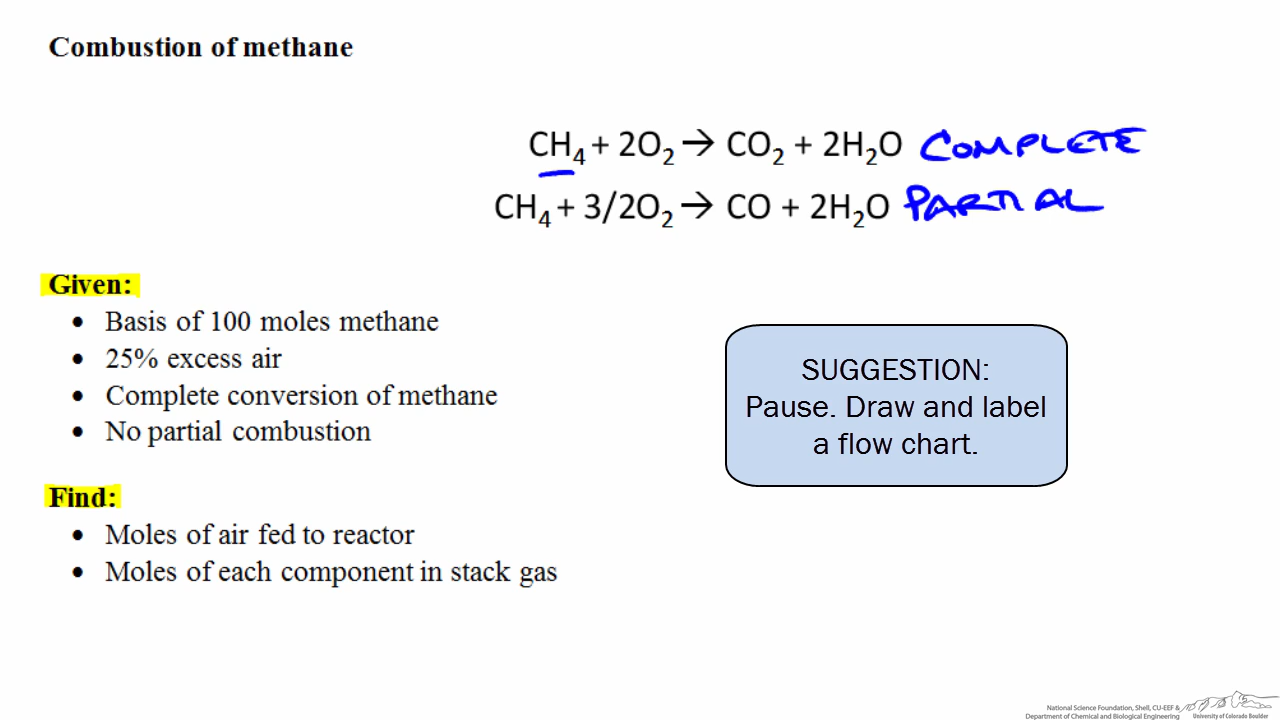 Combustion of methane
CH₄ + 2O₂ → CO₂ + 2H₂O COMPLETE
CH₄ + 3/2O₂ → CO + 2H₂O PARTIAL
Given:
• Basis of 100 moles methane
• 25% excess air
• Complete conversion of methane
• No partial combustion
SUGGESTION:
Pause. Draw and label
a flow chart.
Find:
• Moles of air fed to reactor
• Moles of each component in stack gas
National Science Foundation, Shell, CU-EEF &
Department of Chemical and Biological Engineering
University of Colorado Boulder